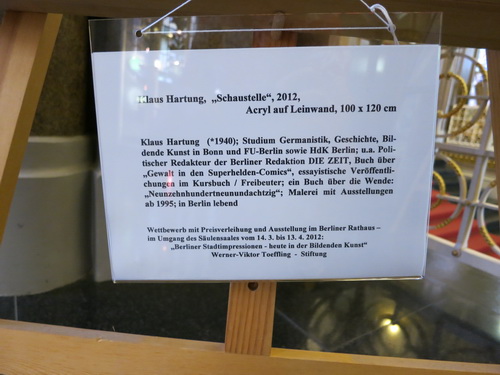 Klaus Hartung, „Schaustelle“, 2012,
Acryl auf Leinwand, 100 x 120 cm
Klaus Hartung (*1940); Studium Germanistik, Geschichte, Bil-
dende Kunst in Bonn und FU-Berlin sowie HdK Berlin; u.a. Poli-
tischer Redakteur der Berliner Redaktion DIE ZEIT, Buch über
„Gewalt in den Superhelden-Comics“, essayistische Veröffentli-
chungen im Kursbuch / Freibeuter; ein Buch über die Wende:
„Neunzehnhundertneunundachtzig“; Malerei mit Ausstellungen
ab 1995; in Berlin lebend
Wettbewerb mit Preisverleihung und Ausstellung im Berliner Rathaus –
im Umgang des Säulensaales vom 14. 3. bis 13. 4. 2012:
„Berliner Stadtimpressionen - heute in der Bildenden Kunst"
Werner-Viktor Toeffling - Stiftung